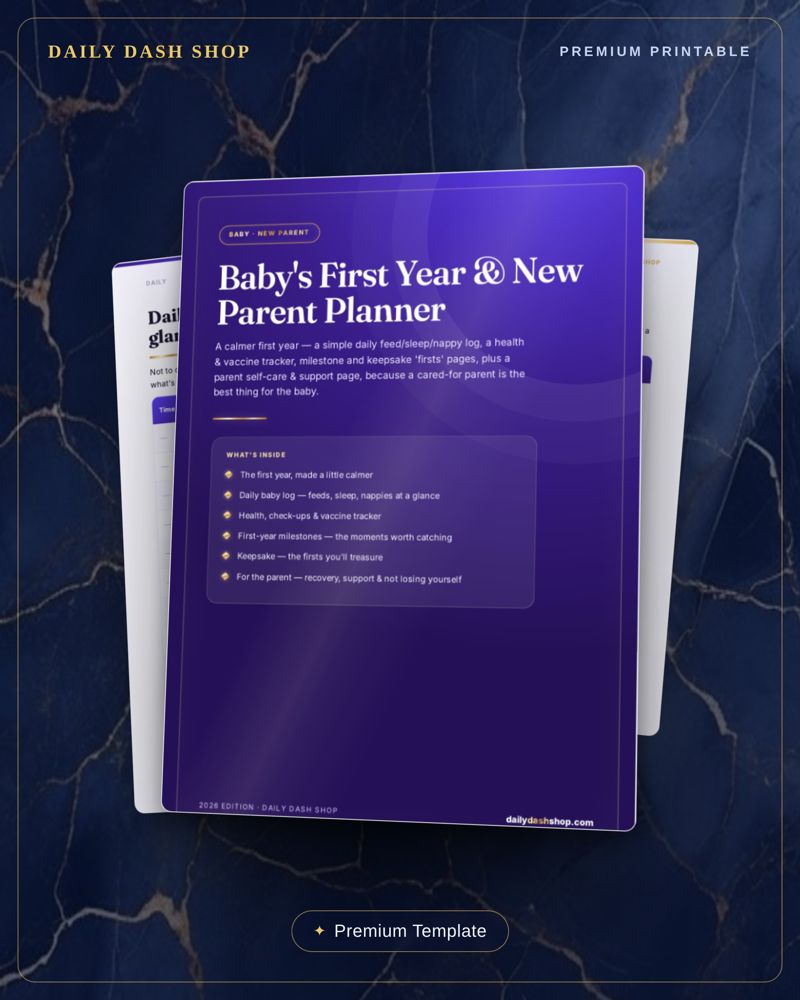 DAILY DASH SHOP
PREMIUM PRINTABLE
BABY · NEW PARENT
Baby's First Year & New
Parent Planner
A calmer first year — a simple daily feed/sleep/nappy log, a health
& vaccine tracker, milestone and keepsake 'firsts' pages, plus a
parent self-care & support page, because a cared-for parent is the
best thing for the baby.
WHAT'S INSIDE
The first year, made a little calmer
Daily baby log — feeds, sleep, nappies at a glance
Health, check-ups & vaccine tracker
First-year milestones — the moments worth catching
Keepsake — the firsts you'll treasure
For the parent — recovery, support & not losing yourself
2026 EDITION · DAILY DASH SHOP
dailydashshop.com
DAILY
Not to
what's
Time
a
✦ Premium Template